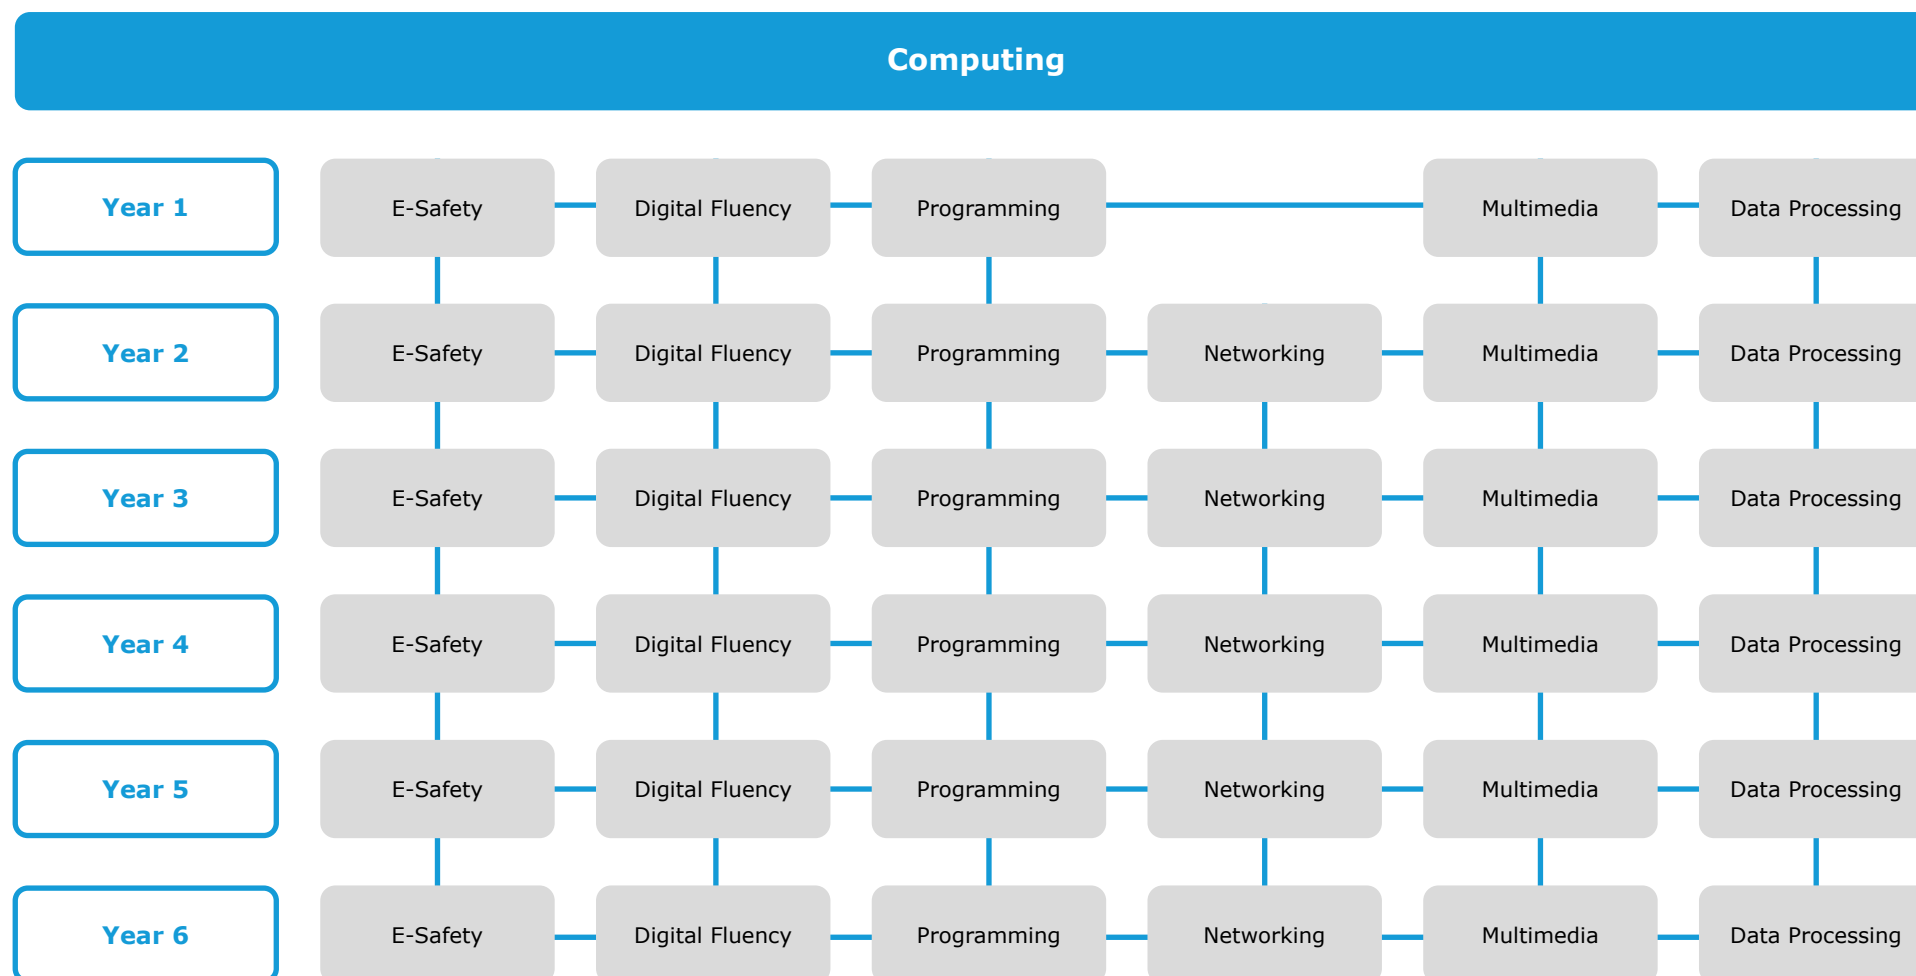 Computing
Year 1 E-Safety Digital Fluency Programming Multimedia Data Processing
Year 2 E-Safety Digital Fluency Programming Networking Multimedia Data Processing
Year 3 E-Safety Digital Fluency Programming Networking Multimedia Data Processing
Year 4 E-Safety Digital Fluency Programming Networking Multimedia Data Processing
Year 5 E-Safety Digital Fluency Programming Networking Multimedia Data Processing
Year 6 E-Safety Digital Fluency Programming Networking Multimedia Data Processing